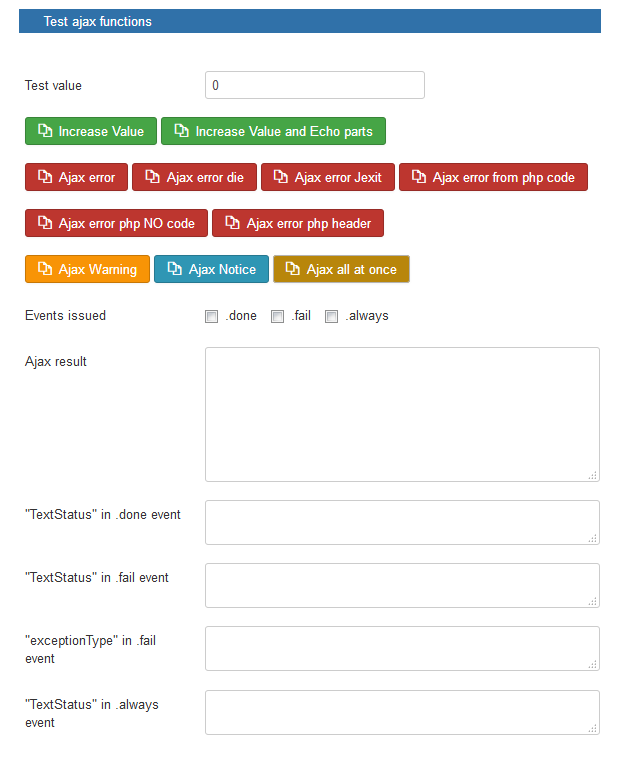 Test ajax functions
Test value 0
Increase Value Increase Value and Echo parts
Ajax error Ajax error die Ajax error Jexit Ajax error from php code
Ajax error php NO code Ajax error php header
Ajax Warning Ajax Notice Ajax all at once
Events issued .done .fail .always
Ajax result
"TextStatus" in .done event
"TextStatus" in .fail event
"exceptionType" in .fail
event
"TextStatus" in .always
event